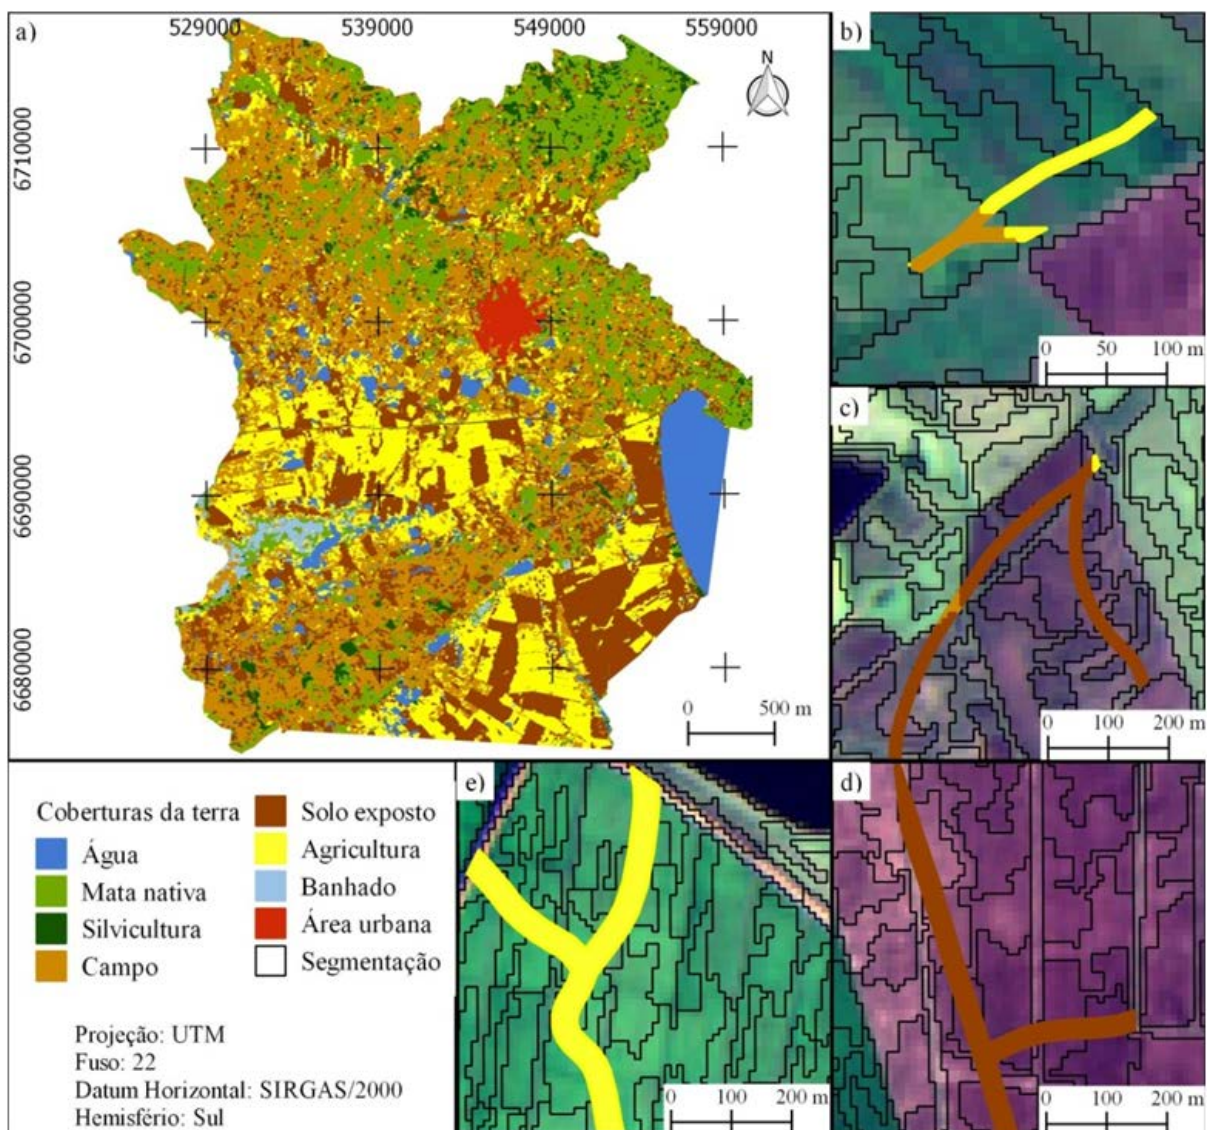 a)
529000 539000 549000 559000
N
6710000
6700000
6690000
6680000
0 500 m
b)
0 50 100 m
c)
0 100 200 m
Coberturas da terra
Água
Mata nativa
Silvicultura
Campo
Solo exposto
Agricultura
Banhado
Área urbana
Segmentação
Projeção: UTM
Fuso: 22
Datum Horizontal: SIRGAS/2000
Hemisfério: Sul
e)
0 100 200 m
d)
0 100 200 m